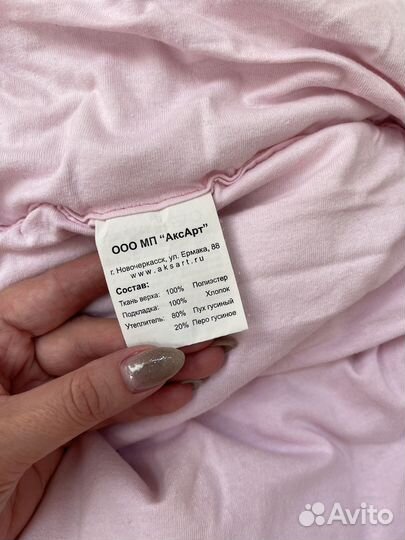 ООО МП "АксАрт"
г. Новочеркасск, ул. Ермака, 88
www.aksart.ru
Состав:
Ткань верха: 100% Полиэстер
Подкладка: 100% Хлопок
Утеплитель: 80% Пух гусиный
20% Перо гусиное
Avito